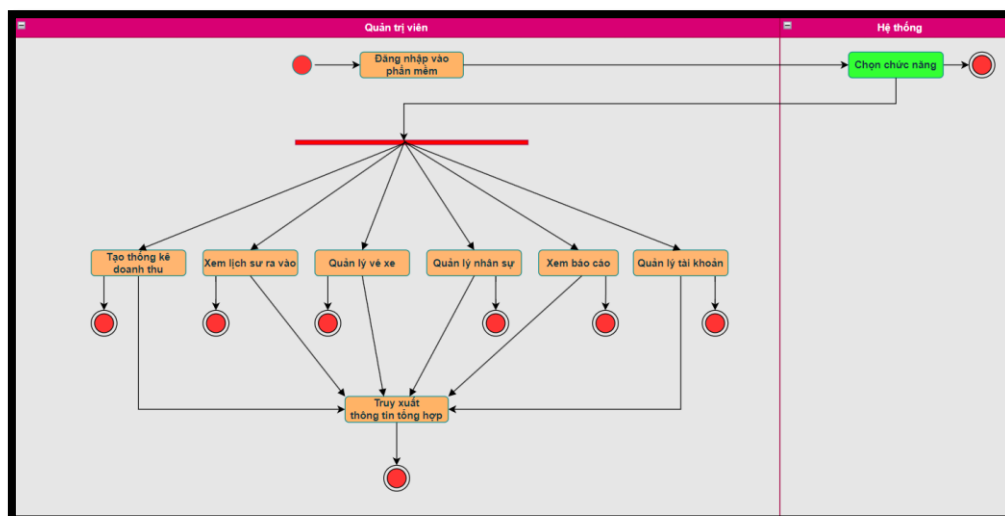 Quản trị viên
Hệ thống
Đăng nhập vào
phần mềm
Chọn chức năng
Tạo thống kê
doanh thu
Xem lịch sư ra vào
Quản lý vé xe
Quản lý nhân sự
Xem báo cáo
Quản lý tài khoản
Truy xuất
thông tin tổng hợp